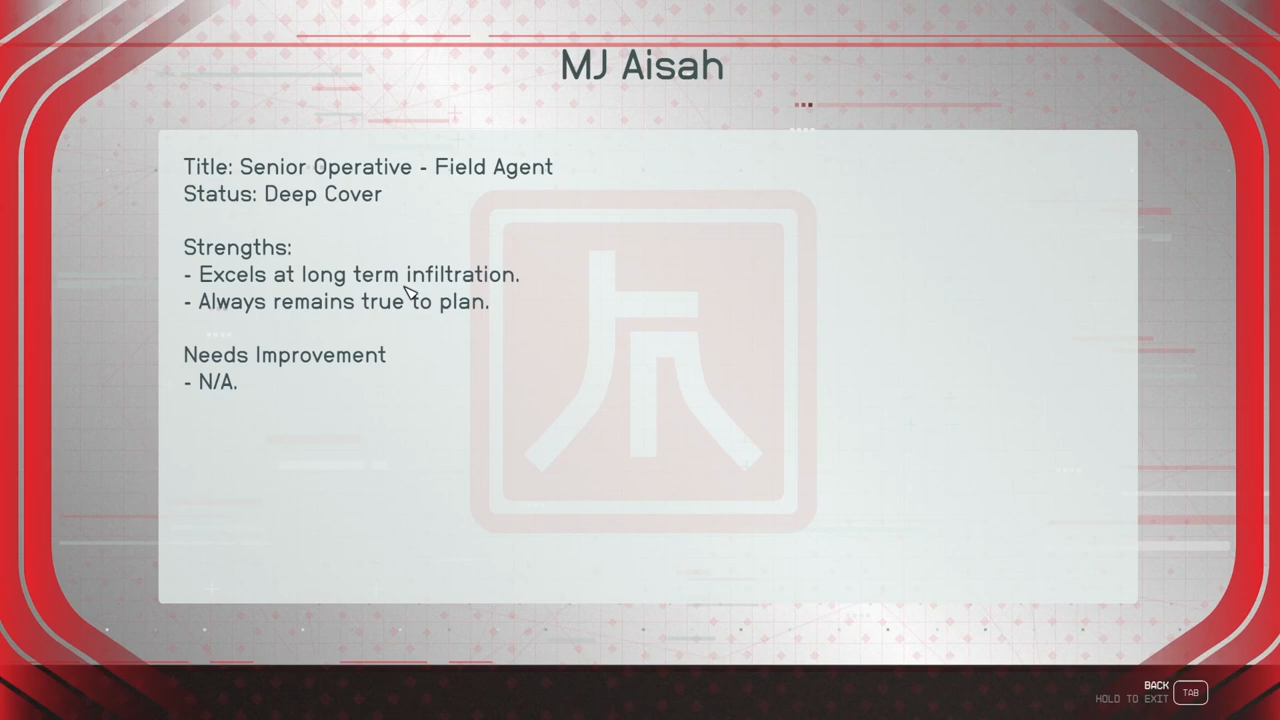 MJ Aisah
Title: Senior Operative - Field Agent
Status: Deep Cover
Strengths:
- Excels at long term infiltration.
- Always remains true to plan.
Needs Improvement
- N/A.
BACK
HOLD TO EXIT
TAB